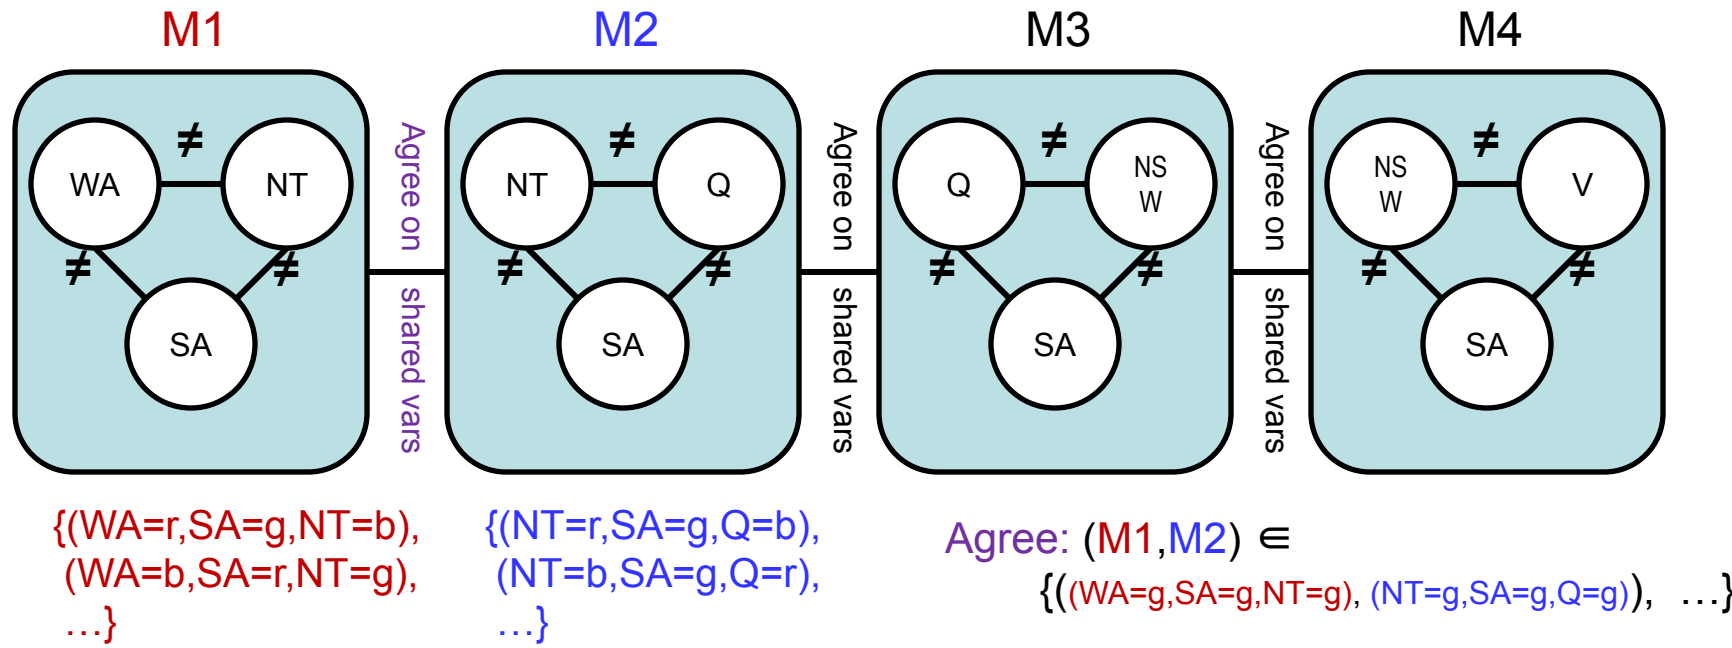 M1
M2
M3
M4
≠
WA
NT
≠
≠
SA
Agree on
shared vars
≠
NT
Q
≠
≠
SA
Agree on
shared vars
≠
Q
NS
W
≠
≠
SA
Agree on
shared vars
≠
NS
W
V
≠
≠
SA
{(WA=r,SA=g,NT=b),
(WA=b,SA=r,NT=g),
…}
{(NT=r,SA=g,Q=b),
(NT=b,SA=g,Q=r),
…}
Agree: (M1,M2) ∈
{((WA=g,SA=g,NT=g), (NT=g,SA=g,Q=g)), …}